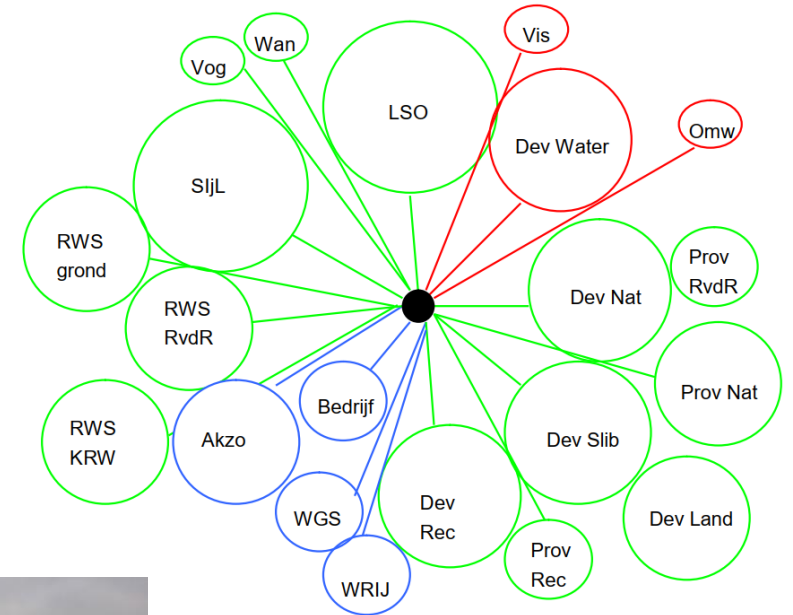 Vog
Wan
Vis
LSO
Dev Water
Omw
SIjL
RWS
grond
Prov
RvdR
Dev Nat
RWS
RvdR
Prov Nat
Bedrijf
RWS
KRW
Akzo
Dev Slib
Dev
Rec
WGS
Dev Land
Prov
Rec
WRIJ